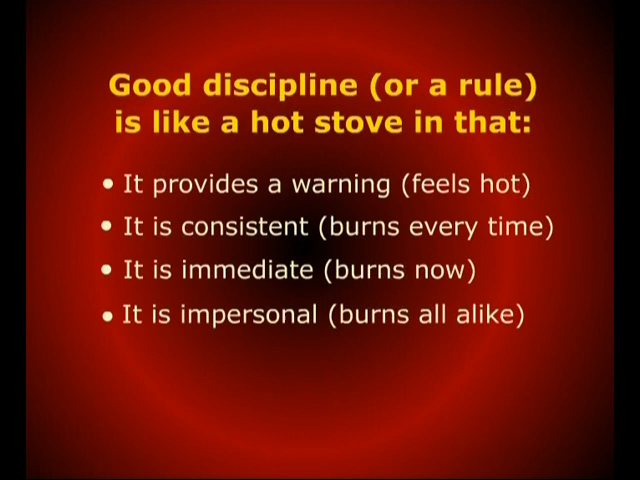 Good discipline (or a rule)
is like a hot stove in that:
• It provides a warning (feels hot)
• It is consistent (burns every time)
• It is immediate (burns now)
• It is impersonal (burns all alike)